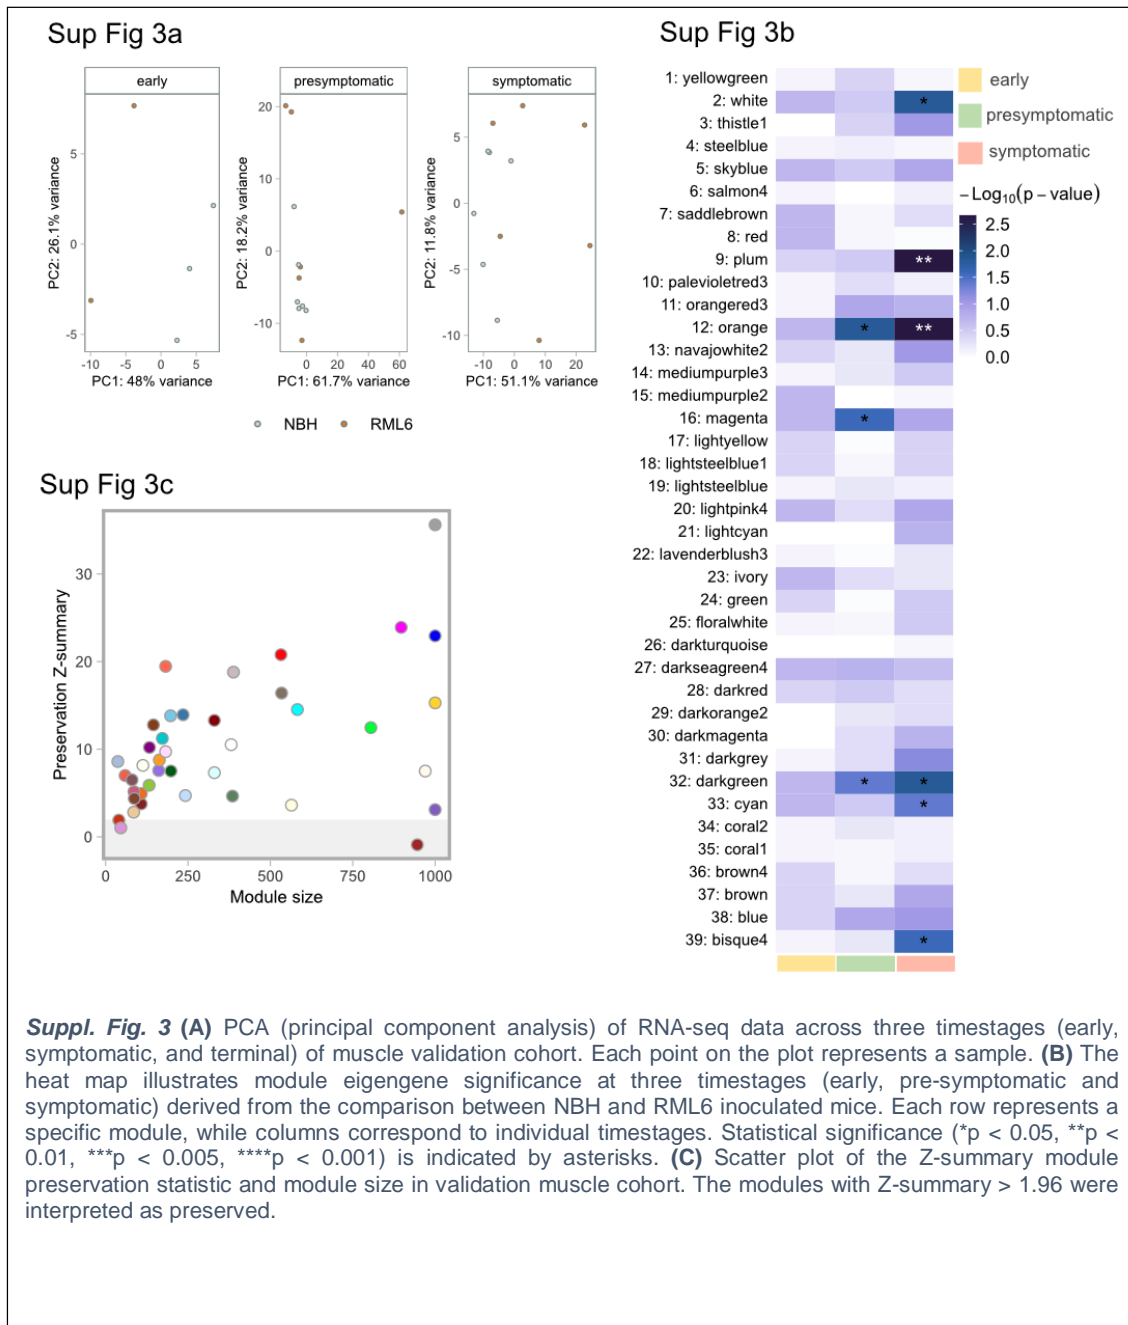 Sup Fig 3a
early
presymptomatic
symptomatic
5
0
-5
-10
0
5
PC2: 26.1% variance
PC1: 48% variance
20
10
0
-10
0
20
40
60
PC2: 18.2% variance
PC1: 61.7% variance
5
0
-5
-10
-10
0
10
20
PC2: 11.8% variance
PC1: 51.1% variance
NBH
RML6
Sup Fig 3b
1: yellowgreen
2: white
*
3: thistle1
4: steelblue
5: skyblue
6: salmon4
7: saddlebrown
8: red
9: plum
**
10: palevioletred3
11: orangered3
12: orange
*
**
13: navajowhite2
14: mediumpurple3
15: mediumpurple2
16: magenta
*
17: lightyellow
18: lightsteelblue1
19: lightsteelblue
20: lightpink4
21: lightcyan
22: lavenderblush3
23: ivory
24: green
25: floralwhite
26: darkturquoise
27: darkseagreen4
28: darkred
29: darkorange2
30: darkmagenta
31: darkgrey
32: darkgreen
*
*
33: cyan
*
34: coral2
35: coral1
36: brown4
37: brown
38: blue
39: bisque4
*
early
presymptomatic
symptomatic
−Log10(p − value)
2.5
2.0
1.5
1.0
0.5
0.0
Sup Fig 3c
30
20
10
0
0
250
500
750
1000
Preservation Z-summary
Module size
Suppl. Fig. 3 (A) PCA (principal component analysis) of RNA-seq data across three timestages (early,
symptomatic, and terminal) of muscle validation cohort. Each point on the plot represents a sample. (B) The
heat map illustrates module eigengene significance at three timestages (early, pre-symptomatic and
symptomatic) derived from the comparison between NBH and RML6 inoculated mice. Each row represents a
specific module, while columns correspond to individual timestages. Statistical significance (*p < 0.05, **p <
0.01, ***p < 0.005, ****p < 0.001) is indicated by asterisks. (C) Scatter plot of the Z-summary module
preservation statistic and module size in validation muscle cohort. The modules with Z-summary > 1.96 were
interpreted as preserved.